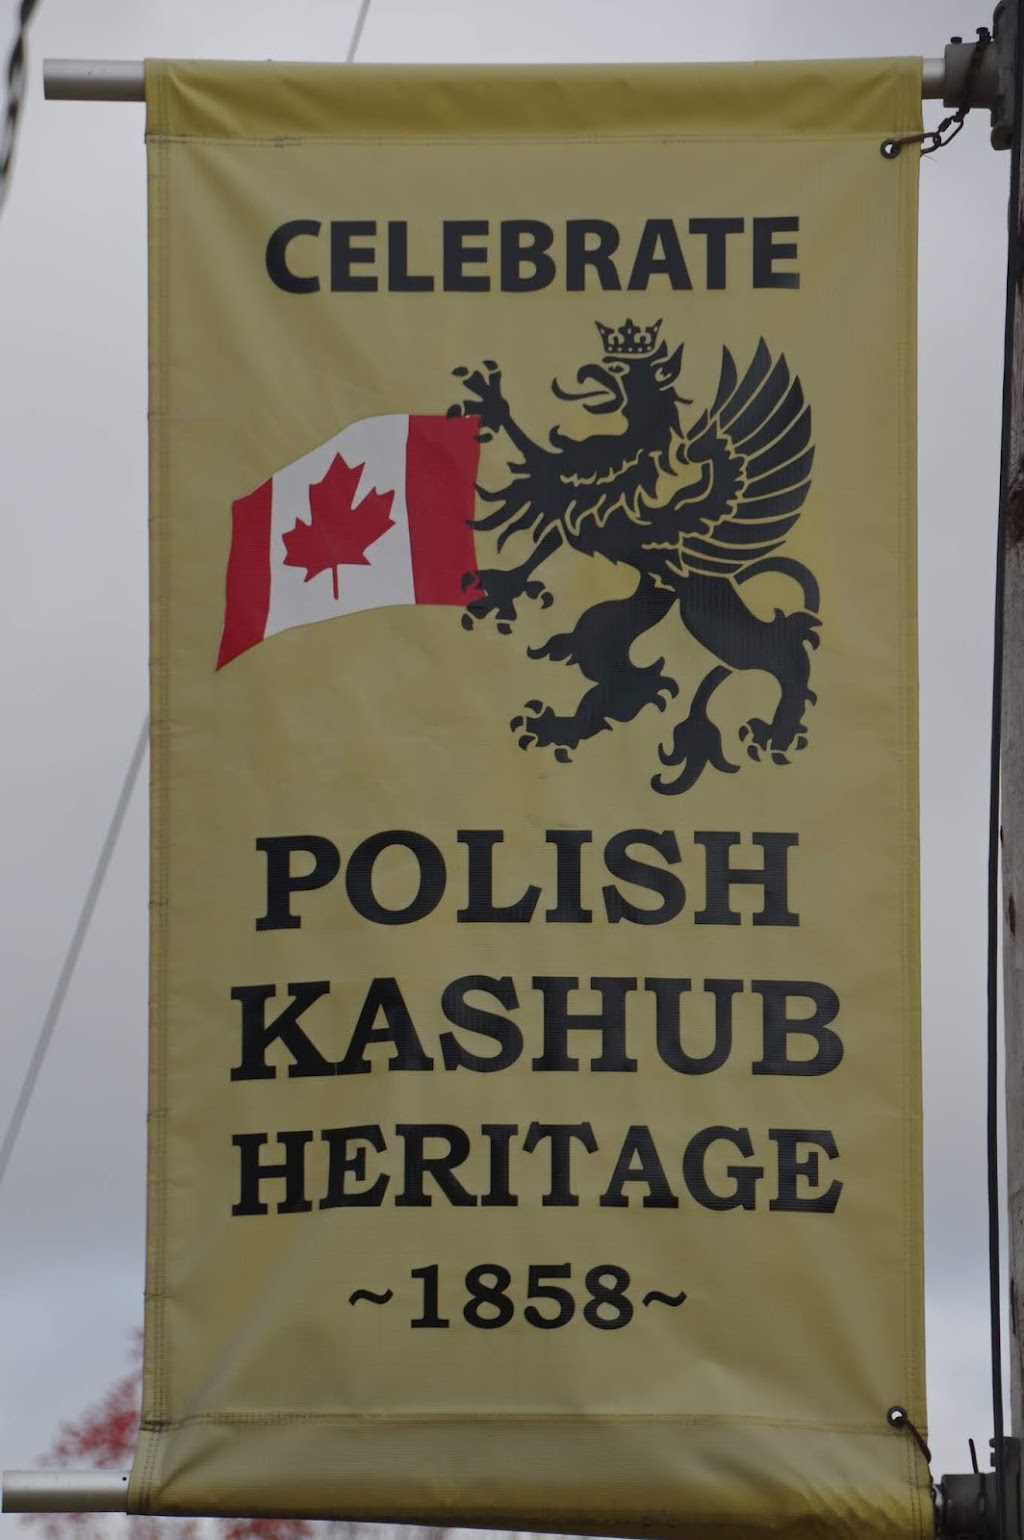 CELEBRATE
POLISH
KASHUB
HERITAGE
~1858~